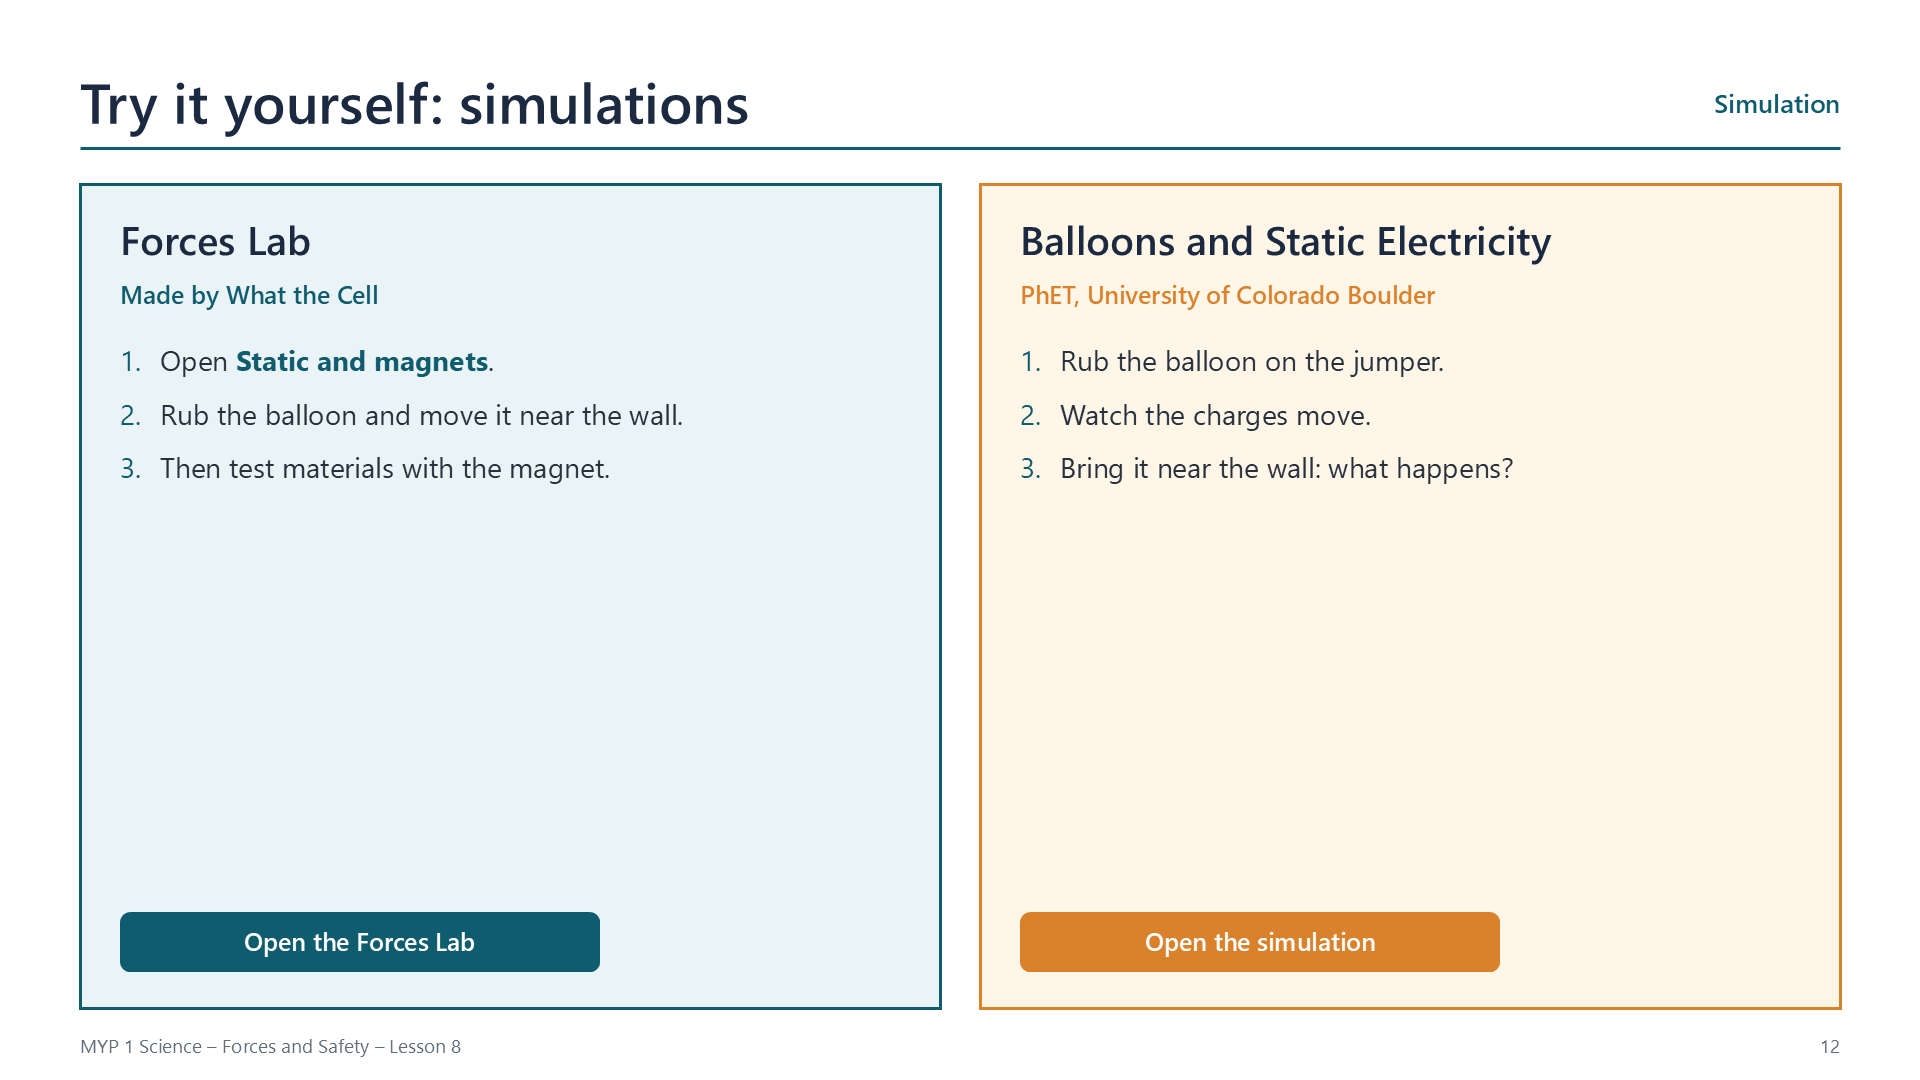 Try it yourself: simulations
Simulation
Forces Lab
Made by What the Cell
1. Open Static and magnets.
2. Rub the balloon and move it near the wall.
3. Then test materials with the magnet.
Open the Forces Lab
Balloons and Static Electricity
PhET, University of Colorado Boulder
1. Rub the balloon on the jumper.
2. Watch the charges move.
3. Bring it near the wall: what happens?
Open the simulation
MYP 1 Science – Forces and Safety – Lesson 8
12